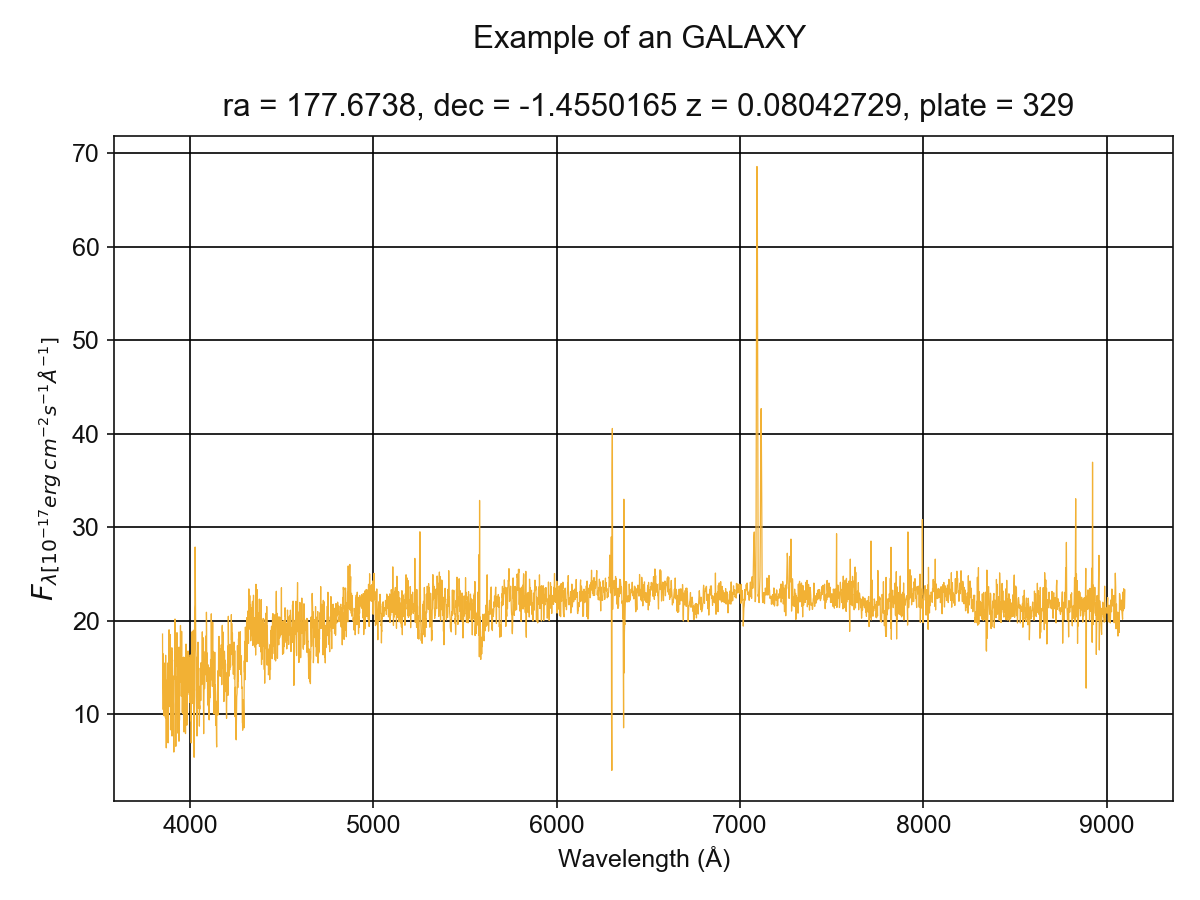 Example of an GALAXY
ra = 177.6738, dec = -1.4550165 z = 0.08042729, plate = 329
70
60
50
40
30
20
10
F_{λ[10^{-17}erg cm^{-2}s^{-1}Å^{-1}]}
4000 5000 6000 7000 8000 9000
Wavelength (Å)